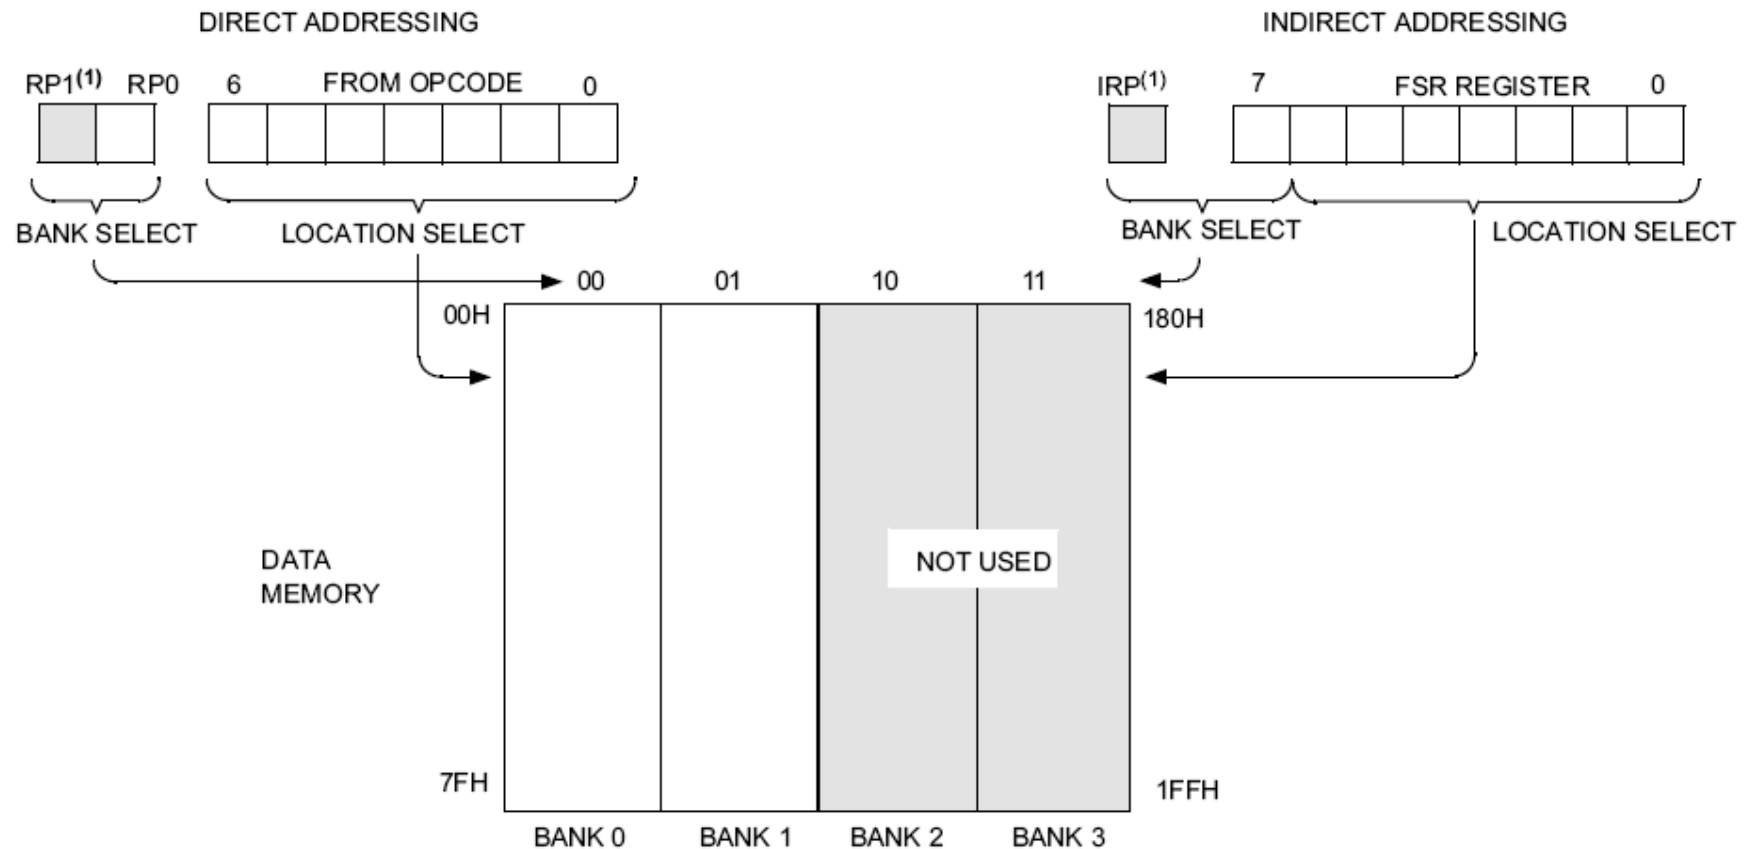 DIRECT ADDRESSING
INDIRECT ADDRESSING
RP1(1) RP0 6 FROM OPCODE 0
IRP(1) 7 FSR REGISTER 0
BANK SELECT LOCATION SELECT
BANK SELECT LOCATION SELECT
00 01 10 11
00H 180H
DATA
MEMORY
NOT USED
7FH 1FFH
BANK 0 BANK 1 BANK 2 BANK 3